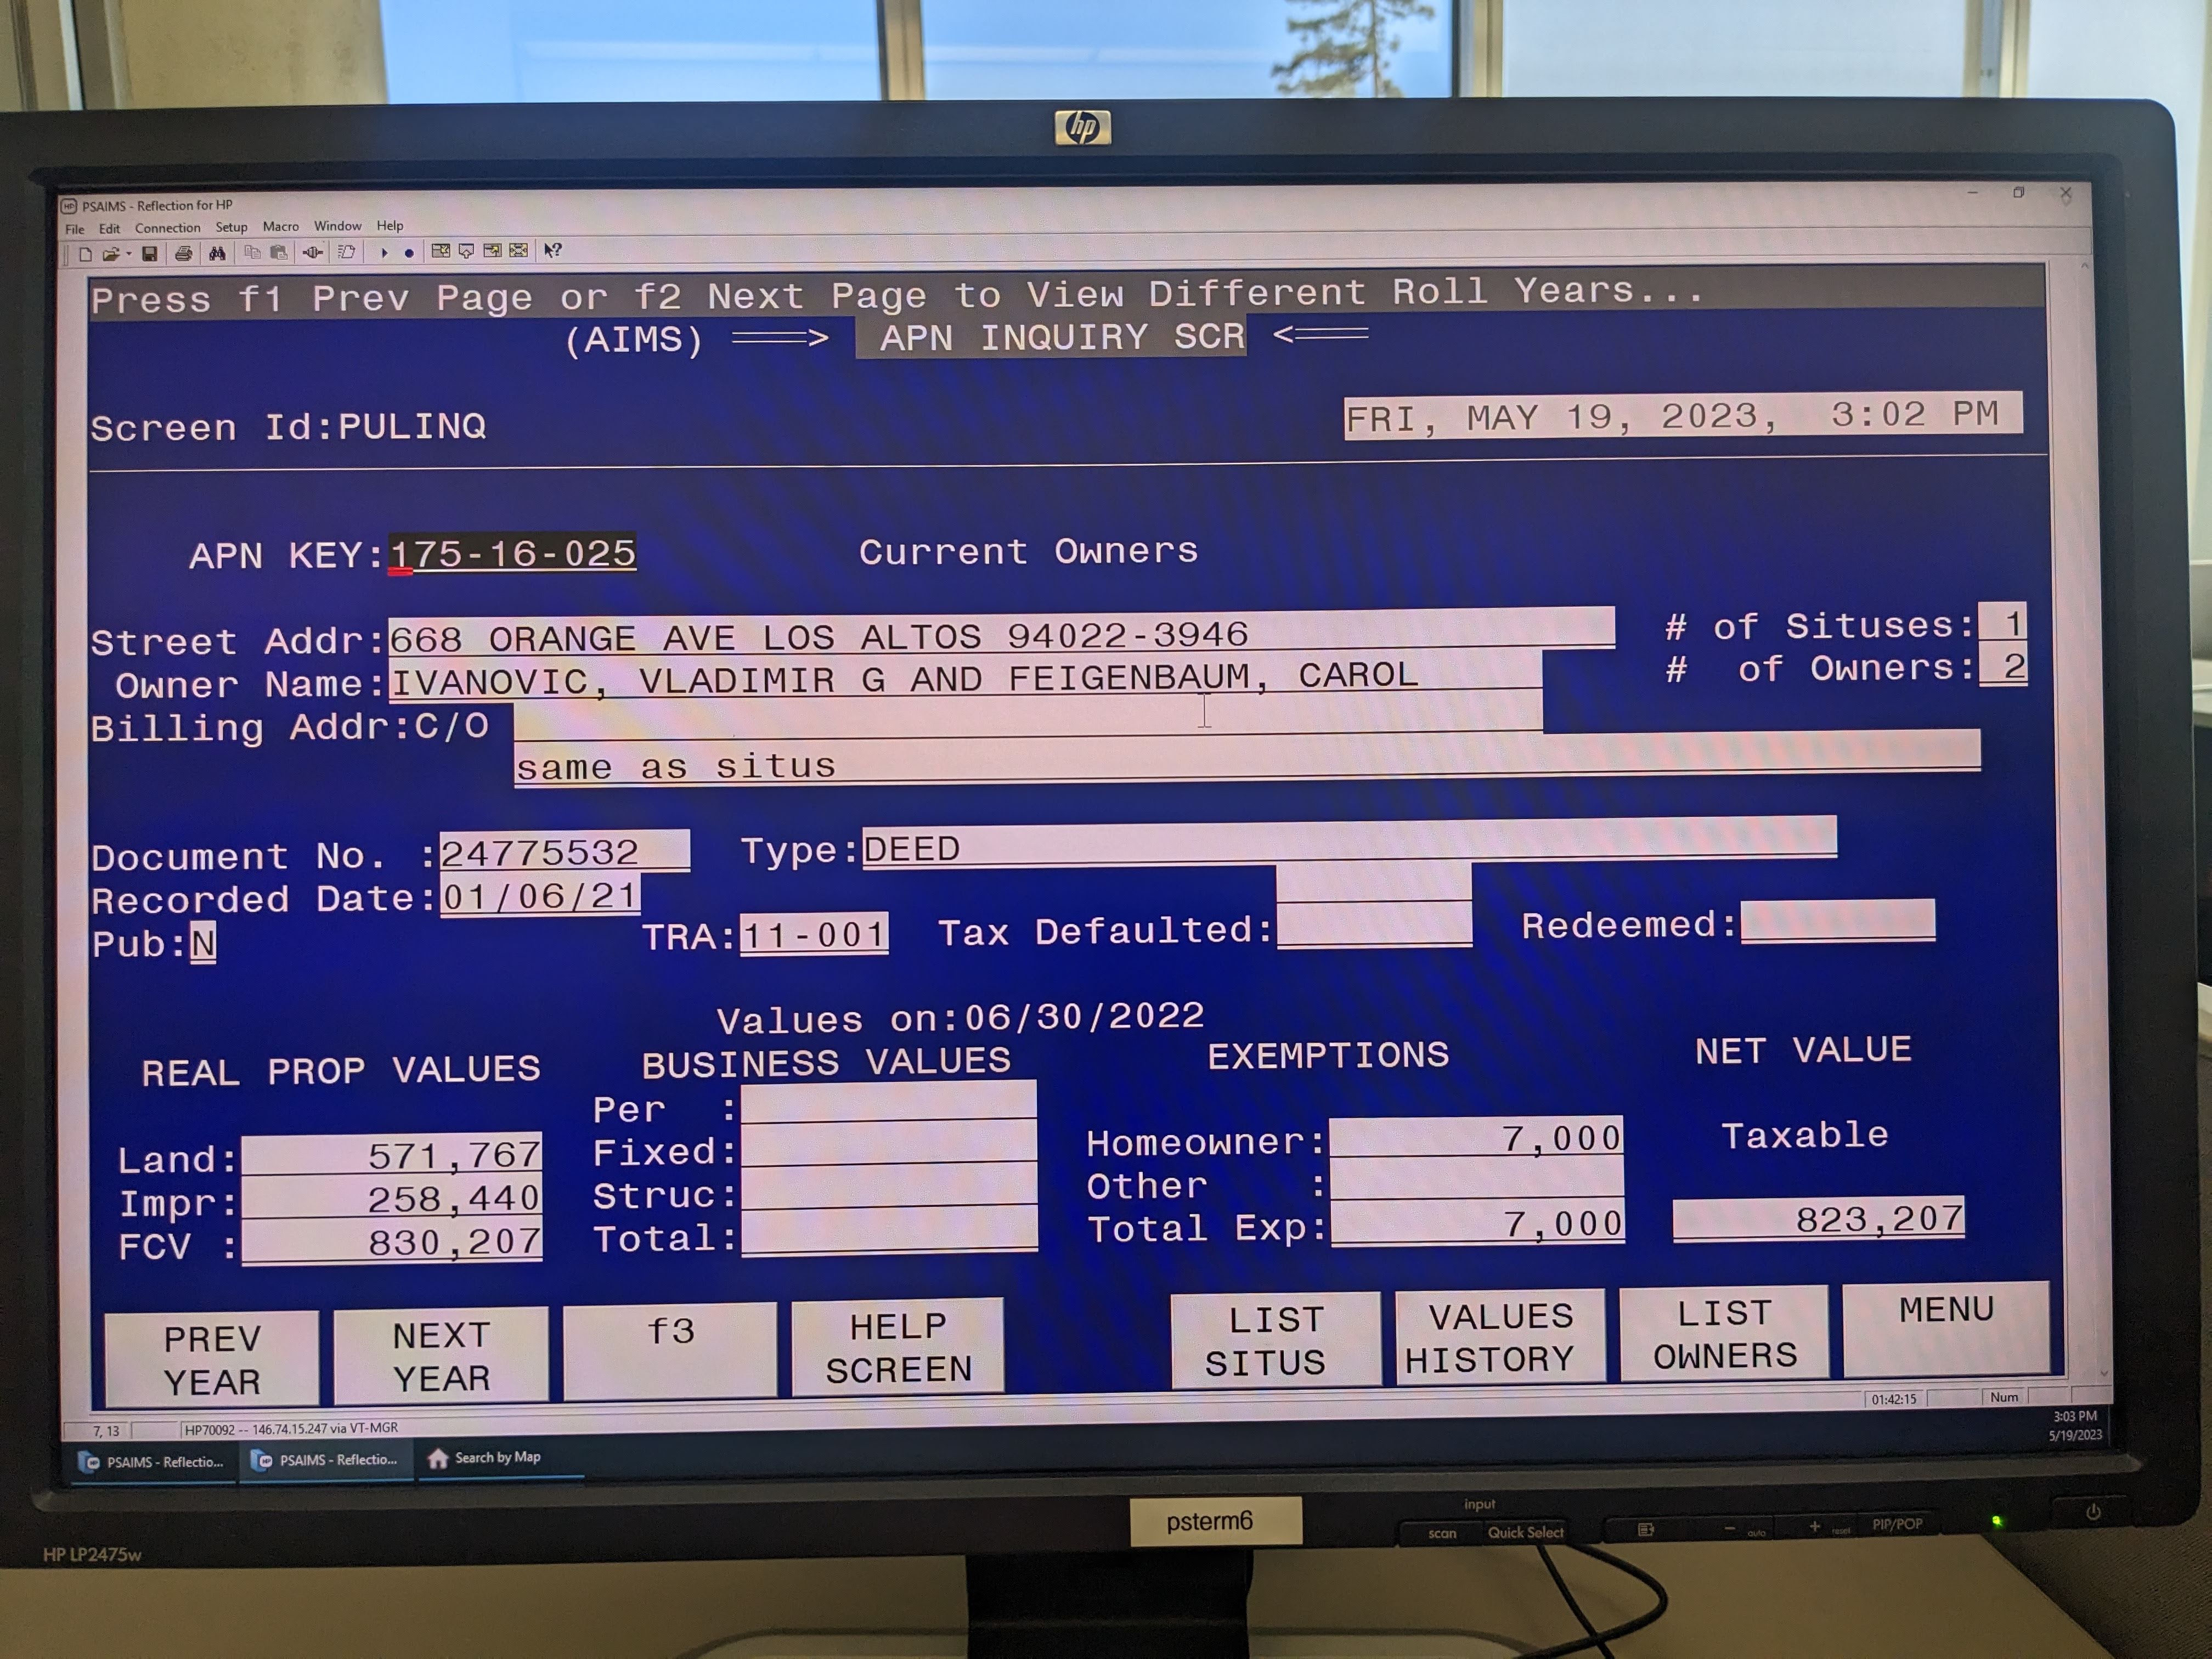 hp
PSAIMS - Reflection for HP
File Edit Connection Setup Macro Window Help
Press f1 Prev Page or f2 Next Page to View Different Roll Years...
(AIMS) ===> APN INQUIRY SCR <===
Screen Id:PULINQ
FRI, MAY 19, 2023, 3:02 PM
APN KEY:175-16-025 Current Owners
Street Addr:668 ORANGE AVE LOS ALTOS 94022-3946 # of Situses: 1
Owner Name:IVANOVIC, VLADIMIR G AND FEIGENBAUM, CAROL # of Owners: 2
Billing Addr:C/O
same as situs
Document No. :24775532 Type:DEED
Recorded Date:01/06/21
Pub:N TRA:11-001 Tax Defaulted: Redeemed:
Values on:06/30/2022
REAL PROP VALUES BUSINESS VALUES EXEMPTIONS NET VALUE
Per :
Land: 571,767 Fixed: Homeowner: 7,000 Taxable
Impr: 258,440 Struc: Other :
FCV : 830,207 Total: Total Exp: 7,000 823,207
PREV YEAR NEXT YEAR f3 HELP SCREEN LIST SITUS VALUES HISTORY LIST OWNERS MENU
7, 13 HP70092 -- 146.74.15.247 via VT-MGR 01:42:15 Num
PSAIMS - Reflectio... PSAIMS - Reflectio... Search by Map 3:03 PM
5/19/2023
HP LP2475w
psterm6
input
scan Quick Select - auto + reset PIP/POP